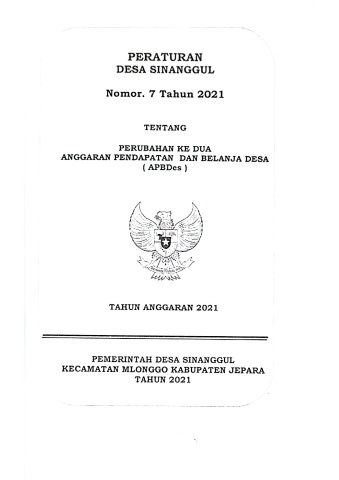 PERATURAN
DESA SINANGGUL
Nomor. 7 Tahun 2021
TENTANG
PERUBAHAN KE DUA
ANGGARAN PENDAPATAN DAN BELANJA DESA
( APBDes )
TAHUN ANGGARAN 2021
PEMERINTAH DESA SINANGGUL
KECAMATAN MLONGGO KABUPATEN JEPARA
TAHUN 2021